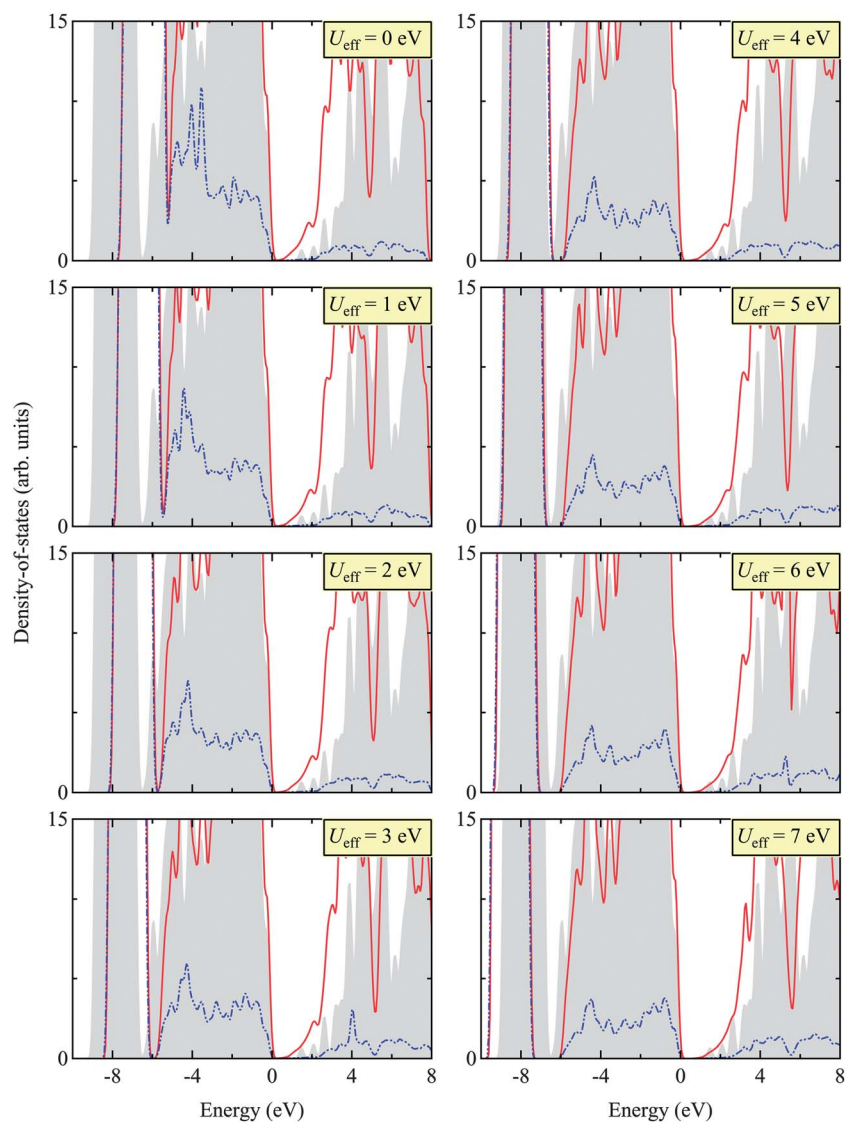 15
U_eff = 0 eV
0
15
U_eff = 4 eV
0
15
U_eff = 1 eV
0
15
U_eff = 5 eV
0
Density-of-states (arb. units)
15
U_eff = 2 eV
0
15
U_eff = 6 eV
0
15
U_eff = 3 eV
0
-8 -4 0 4 8
Energy (eV)
15
U_eff = 7 eV
0
-8 -4 0 4 8
Energy (eV)